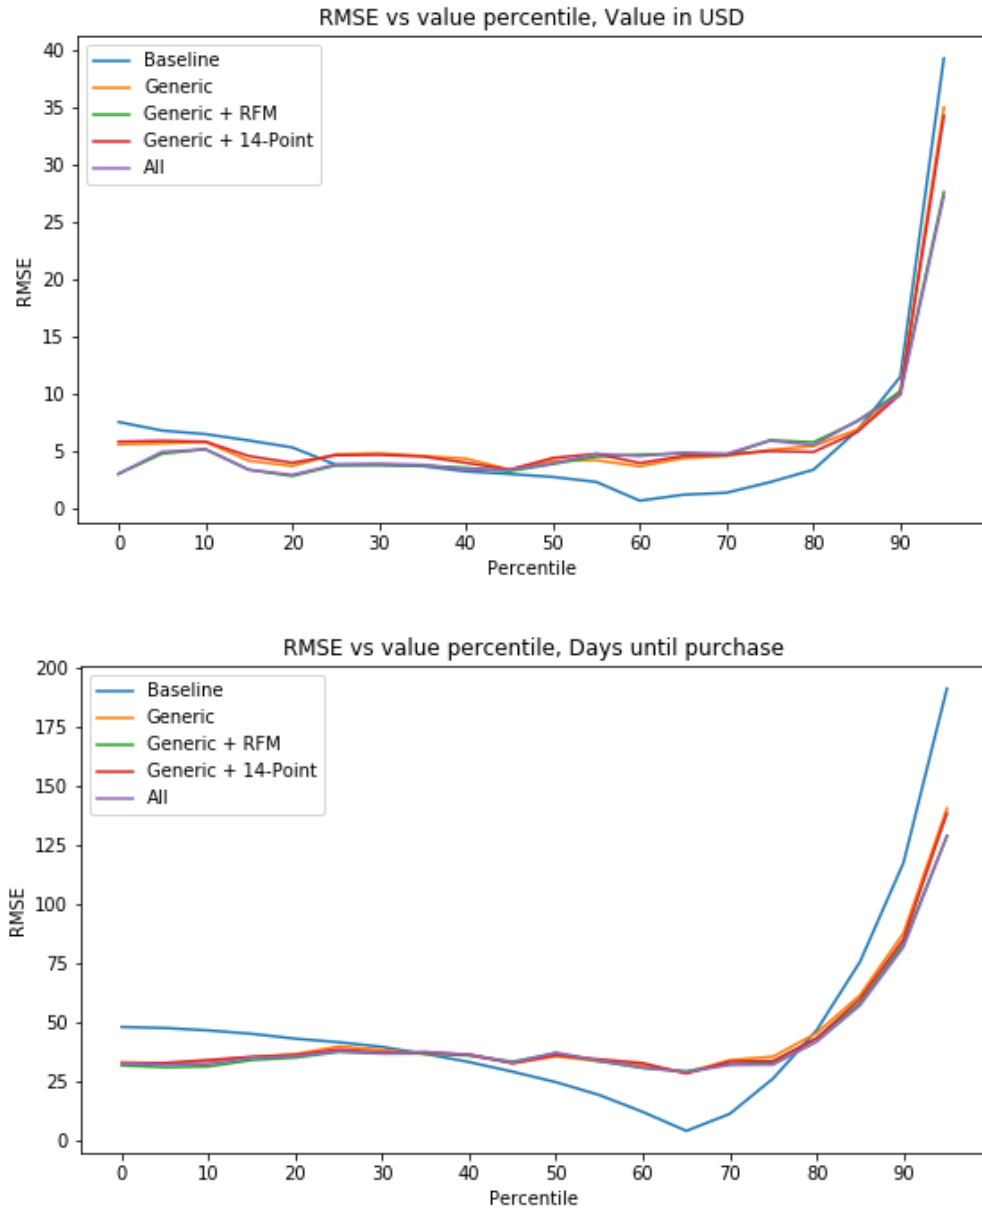 RMSE vs value percentile, Value in USD
40
35
30
25
20
15
10
5
0
RMSE
Baseline
Generic
Generic + RFM
Generic + 14-Point
All
0 10 20 30 40 50 60 70 80 90
Percentile
RMSE vs value percentile, Days until purchase
200
175
150
125
100
75
50
25
0
RMSE
Baseline
Generic
Generic + RFM
Generic + 14-Point
All
0 10 20 30 40 50 60 70 80 90
Percentile